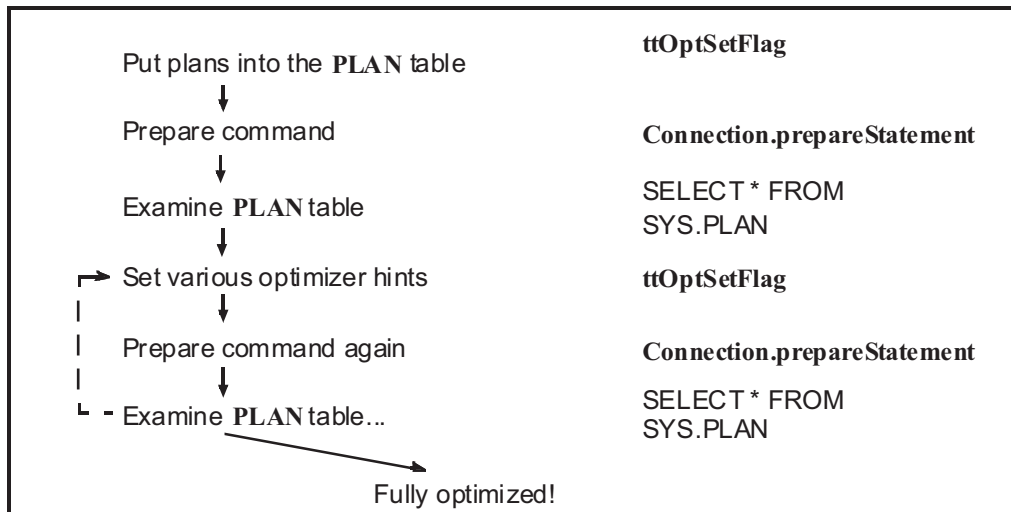 Put plans into the PLAN table
ttOptSetFlag
Prepare command
Connection.prepareStatement
Examine PLAN table
SELECT * FROM
SYS.PLAN
Set various optimizer hints
ttOptSetFlag
Prepare command again
Connection.prepareStatement
Examine PLAN table...
SELECT * FROM
SYS.PLAN
Fully optimized!